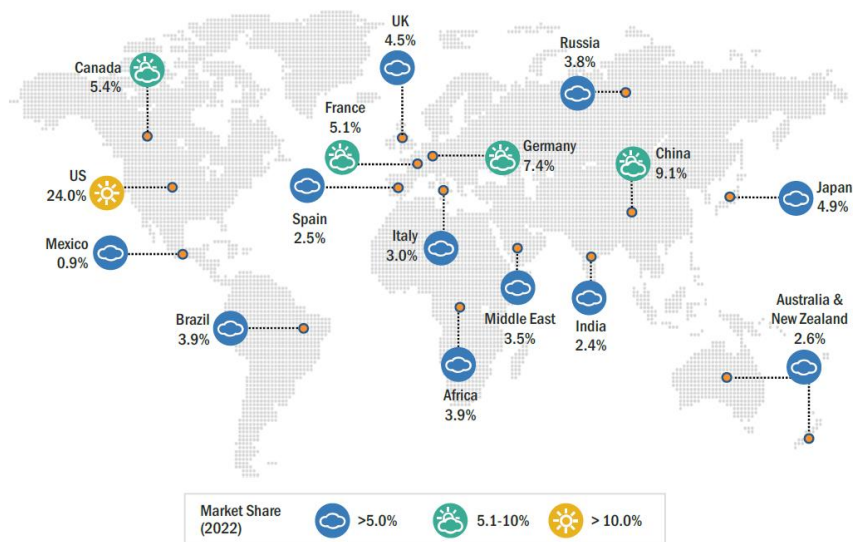 UK
4.5%
Russia
3.8%
Canada
5.4%
France
5.1%
Germany
7.4%
China
9.1%
US
24.0%
Japan
4.9%
Spain
2.5%
Italy
3.0%
Mexico
0.9%
Brazil
3.9%
Middle East
3.5%
India
2.4%
Australia &
New Zealand
2.6%
Africa
3.9%
Market Share
(2022)
>5.0%
5.1-10%
> 10.0%